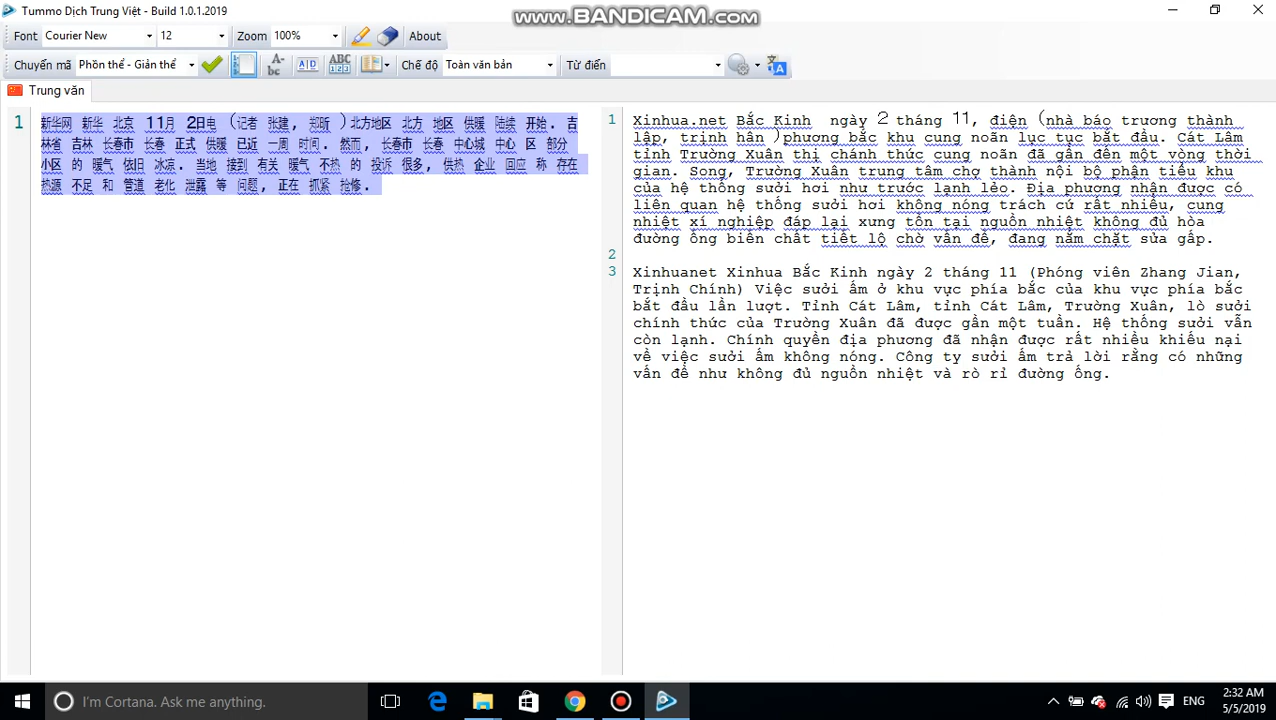 Tummo Dịch Trung Việt - Build 1.0.1.2019
www.BANDICAM.com
Font Courier New 12 Zoom 100% About
Chuyển mã Phồn thể - Giản thể A- bc A D ABC 123 Chế độ Toàn văn bản Từ điển
Trung văn
1 新华网 新华 北京 11月 2日电 (记者 张建, 郑昕 )北方地区 北方 地区 供暖 陆续 开始. 吉
林省 吉林 长春市 长春 正式 供暖 已近 一周 时间. 然而, 长春市 长春 中心城 中心 区 部分
小区 的 暖气 依旧 冰凉. 当地 接到 有关 暖气 不热 的 投诉 很多, 供热 企业 回应 称 存在
热源 不足 和 管道 老化 泄露 等 问题, 正在 抓紧 抢修.
1 Xinhua.net Bắc Kinh ngày 2 tháng 11, điện (nhà báo trương thành
lập, trịnh hân )phương bắc khu cung noãn lục tục bắt đầu. Cát Lâm
tỉnh Trường Xuân thị chánh thức cung noãn đã gần đến một vòng thời
gian. Song, Trường Xuân trung tâm chợ thành nội bộ phận tiểu khu
của hệ thống sưởi hơi như trước lạnh lẻo. Địa phương nhận được có
liên quan hệ thống sưởi hơi không nóng trách cứ rất nhiều, cung
nhiệt xí nghiệp đáp lại xưng tồn tại nguồn nhiệt không đủ hòa
đường ống biến chất tiết lộ chờ vấn đề, đang nắm chặt sửa gấp.
2
3 Xinhuanet Xinhua Bắc Kinh ngày 2 tháng 11 (Phóng viên Zhang Jian,
Trịnh Chính) Việc sưởi ấm ở khu vực phía bắc của khu vực phía bắc
bắt đầu lần lượt. Tỉnh Cát Lâm, tỉnh Cát Lâm, Trường Xuân, lò sưởi
chính thức của Trường Xuân đã được gần một tuần. Hệ thống sưởi vẫn
còn lạnh. Chính quyền địa phương đã nhận được rất nhiều khiếu nại
về việc sưởi ấm không nóng. Công ty sưởi ấm trả lời rằng có những
vấn đề như không đủ nguồn nhiệt và rò rỉ đường ống.
I'm Cortana. Ask me anything.
ENG
2:32 AM
5/5/2019